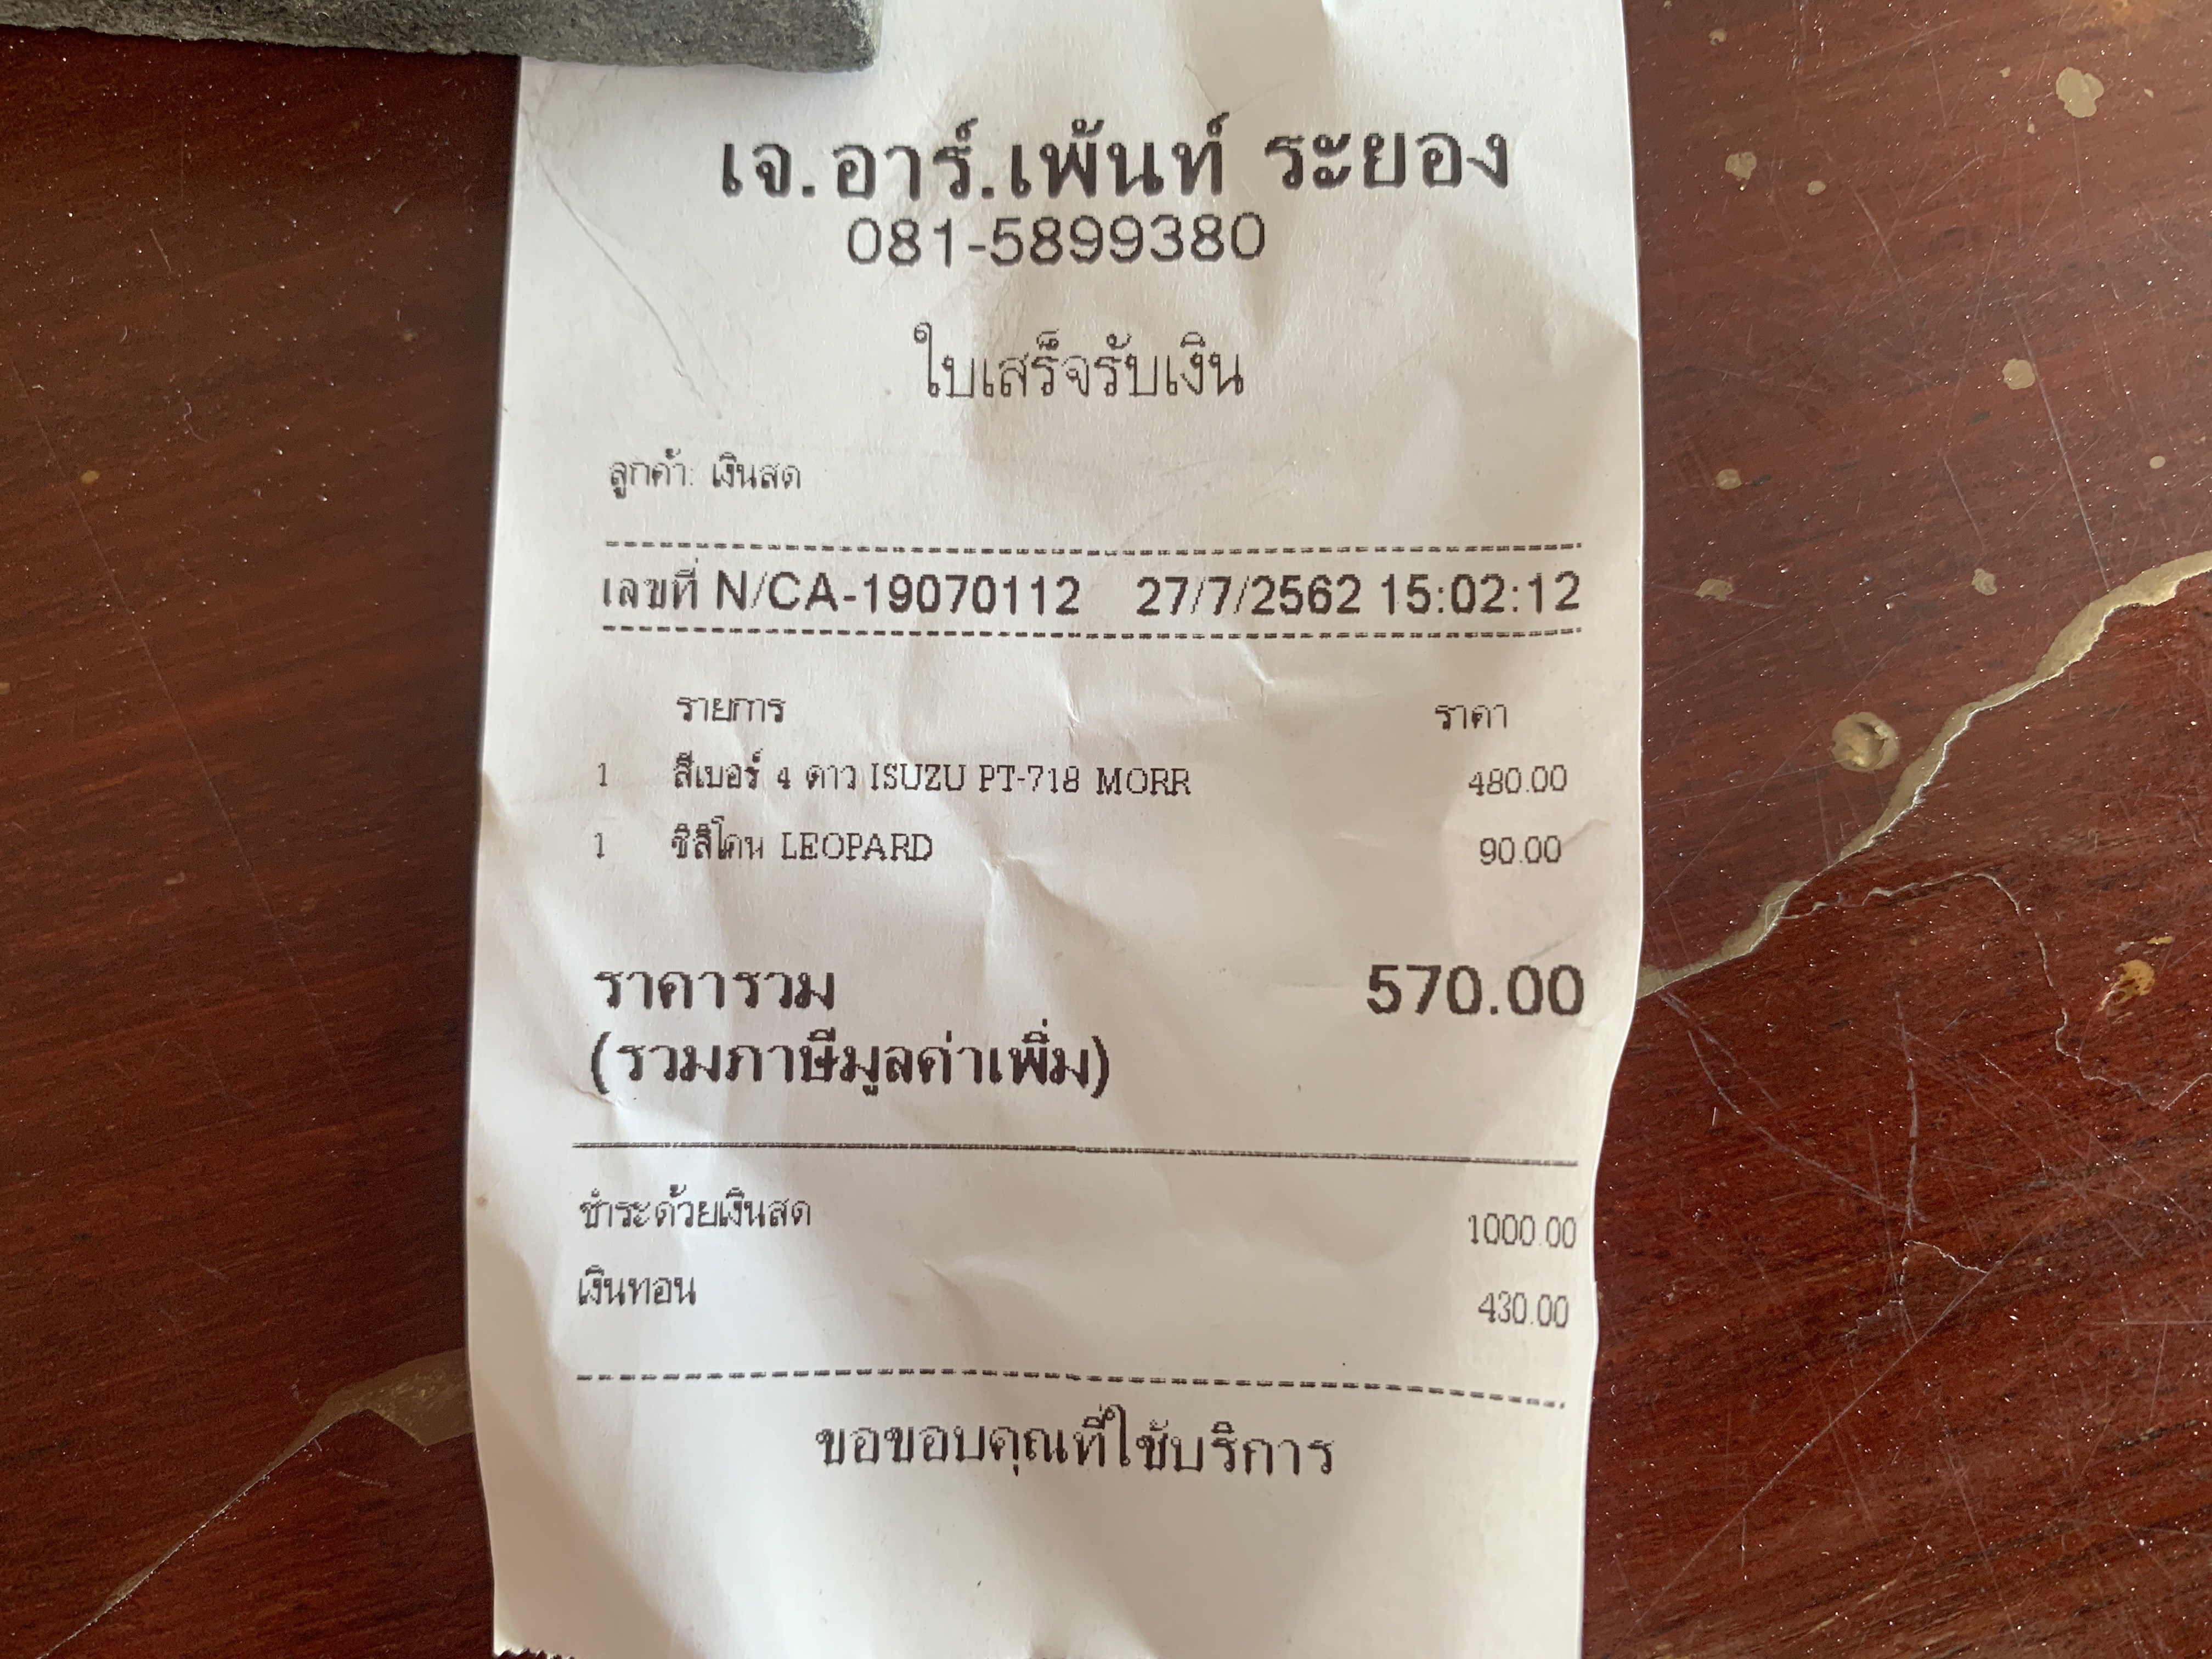 เจ.อาร์.เพ้นท์ ระยอง
081-5899380
ใบเสร็จรับเงิน
ลูกค้า: เงินสด
เลขที่ N/CA-19070112 27/7/2562 15:02:12
รายการ ราคา
1 สีเบอร์ 4 ดาว ISUZU PT-718 MORR 480.00
1 ซิลิโคน LEOPARD 90.00
ราคารวม 570.00
(รวมภาษีมูลค่าเพิ่ม)
ชำระด้วยเงินสด 1000.00
เงินทอน 430.00
ขอขอบคุณที่ใช้บริการ